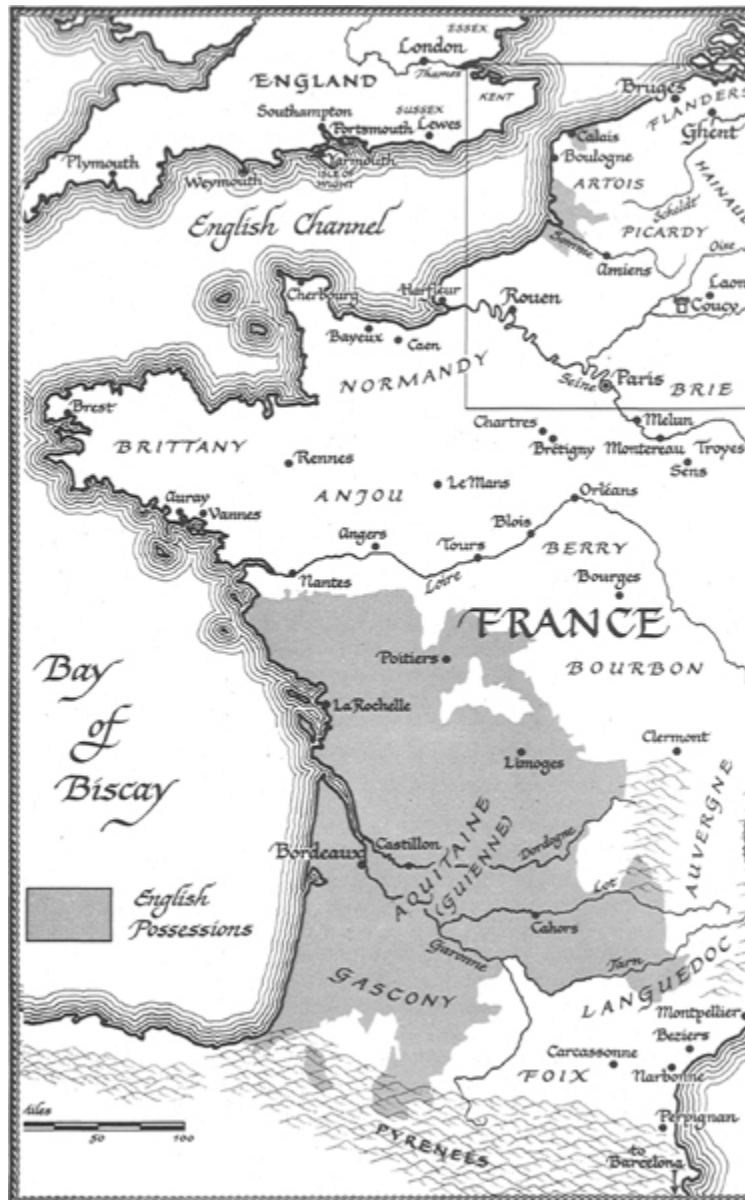 ESSEX
London
Thames
ENGLAND
KENT
Bruges
FLANDERS
Southampton
SUSSEX
Ghent
Portsmouth
Lewes
Calais
Plymouth
Yarmouth
Boulogne
ISLE OF
WIGHT
Weymouth
ARTOIS
HAINAU
Scheldt
English Channel
PICARDY
Somme
Oise
Amiens
Cherbourg
Harfleur
Rouen
Laon
Coucy
Bayeux
Caen
NORMANDY
Seine
Paris
BRIE
Brest
Chartres
Melun
BRITTANY
Brétigny
Montereau
Troyes
Rennes
Sens
ANJOU
Le Mans
Auray
Orléans
Vannes
Blois
Angers
Tours
BERRY
Nantes
Loire
Bourges
FRANCE
Poitiers
BOURBON
Bay
of
Biscay
La Rochelle
Clermont
Limoges
AUVERGNE
Castillon
Dordogne
Bordeaux
AQUITAINE
(GUIENNE)
English
Possessions
Lot
Cahors
Garonne
Tarn
GASCONY
LANGUEDOC
Montpellier
Beziers
Carcassonne
FOIX
Narbonne
Miles
50
100
Perpignan
PYRENEES
to
Barcelona